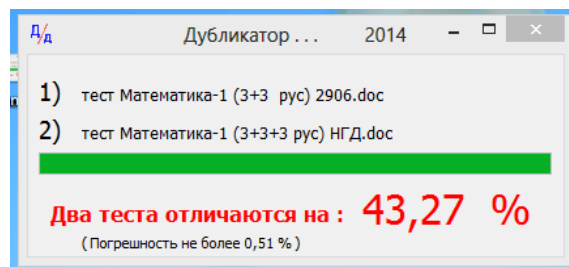 Д/д Дубликатор . . . 2014
1) тест Математика-1 (3+3 рус) 2906.doc
2) тест Математика-1 (3+3+3 рус) НГД.doc
Два теста отличаются на : 43,27 %
( Погрешность не более 0,51 % )